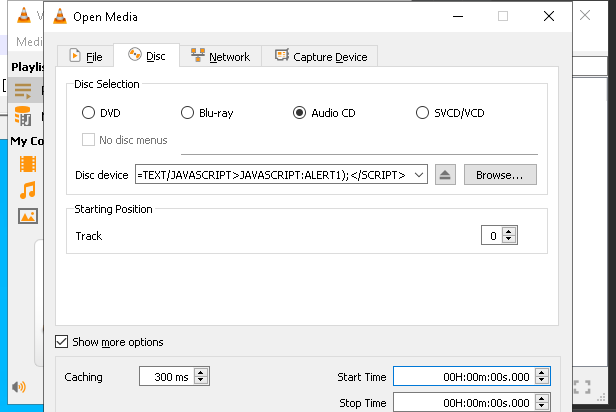 V
Open Media
Medi
File
Disc
Network
Capture Device
Playlis
Disc Selection
DVD
Blu-ray
Audio CD
SVCD/VCD
No disc menus
My Co
Disc device
=TEXT/JAVASCRIPT>JAVASCRIPT:ALERT1);</SCRIPT>
Browse...
Starting Position
Track
0
Show more options
Caching
300 ms
Start Time
00H:00m:00s.000
Stop Time
00H:00m:00s.000